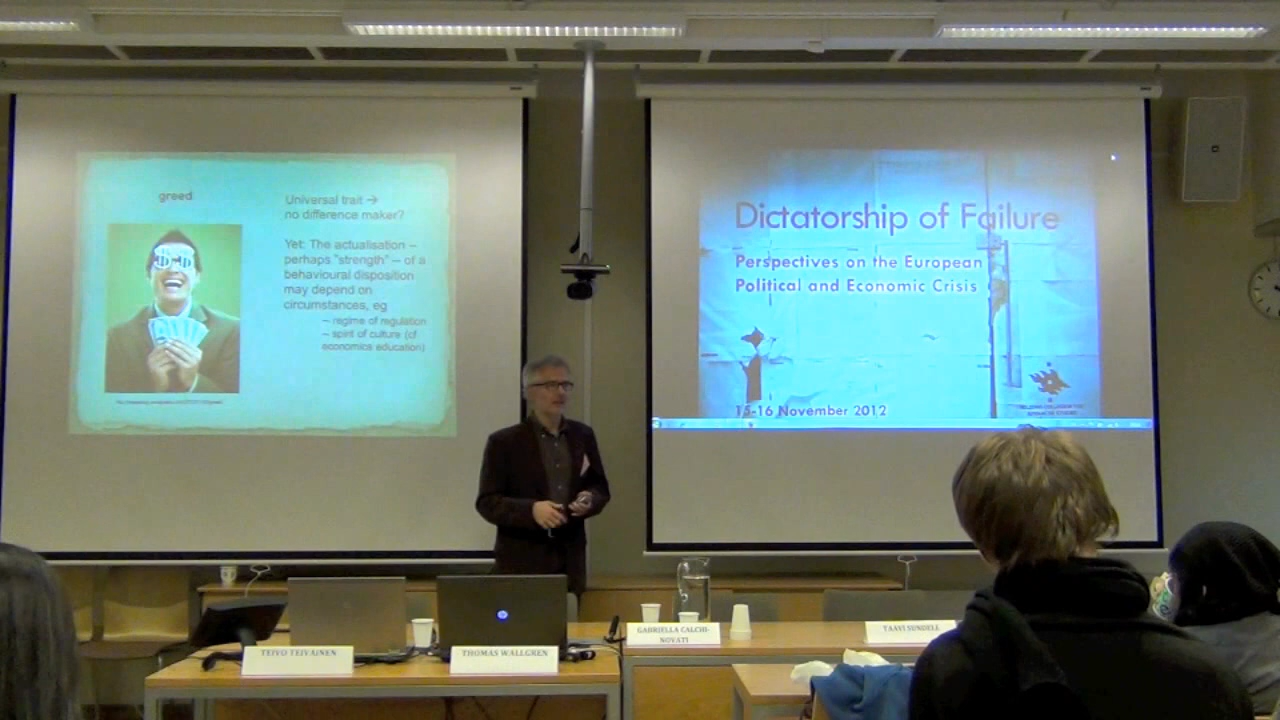 greed
Universal trait →
no difference maker?
Yet: The actualisation –
perhaps "strength" – of a
behavioural disposition
may depend on
circumstances, eg
– regime of regulation
– spirit of culture (cf
economics education)
Dictatorship of Failure
Perspectives on the European
Political and Economic Crisis
15-16 November 2012
TEIVO TEIVAINEN
THOMAS WALLGREN
GABRIELLA CALCHI-
NOVATI
TAAVI SUNDELL